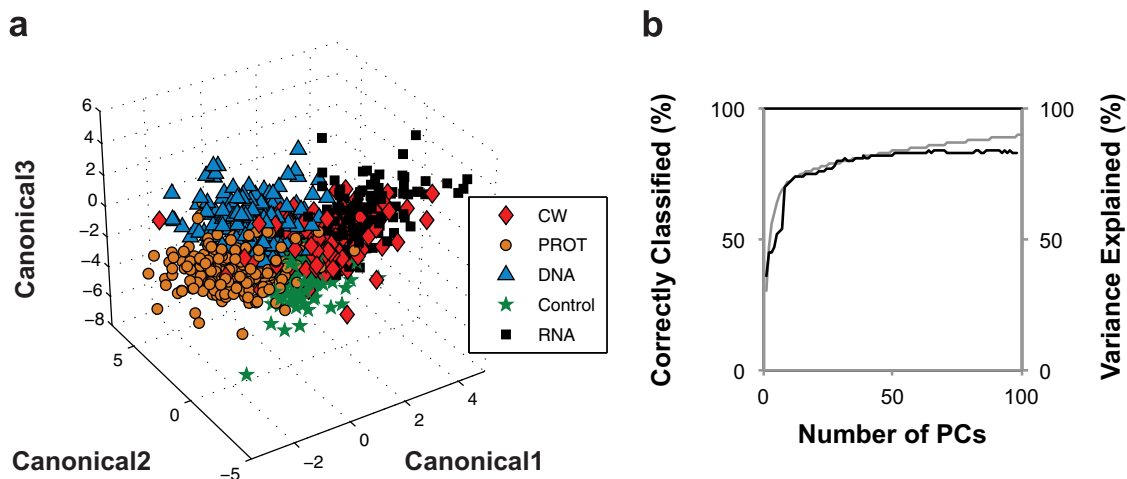 a
Canonical3
6
4
2
0
−2
−4
−6
−8
5
0
−5
Canonical2
−2
0
2
4
Canonical1
CW
PROT
DNA
Control
RNA
b
Correctly Classified (%)
100
50
0
0
50
100
Number of PCs
100
50
0
Variance Explained (%)